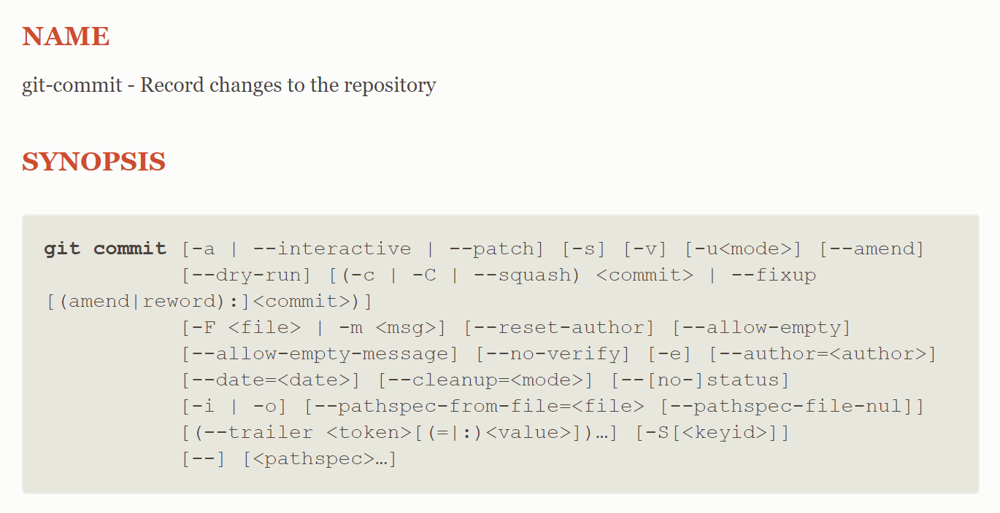 NAME
git-commit - Record changes to the repository
SYNOPSIS
git commit [-a | --interactive | --patch] [-s] [-v] [-u<mode>] [--amend]
[--dry-run] [(-c | -C | --squash) <commit> | --fixup
[(amend|reword):]<commit>)]
[-F <file> | -m <msg>] [--reset-author] [--allow-empty]
[--allow-empty-message] [--no-verify] [-e] [--author=<author>]
[--date=<date>] [--cleanup=<mode>] [--[no-]status]
[-i | -o] [--pathspec-from-file=<file> [--pathspec-file-nul]]
[(--trailer <token>[(=|:)<value>])…] [-S[<keyid>]]
[--] [<pathspec>…]